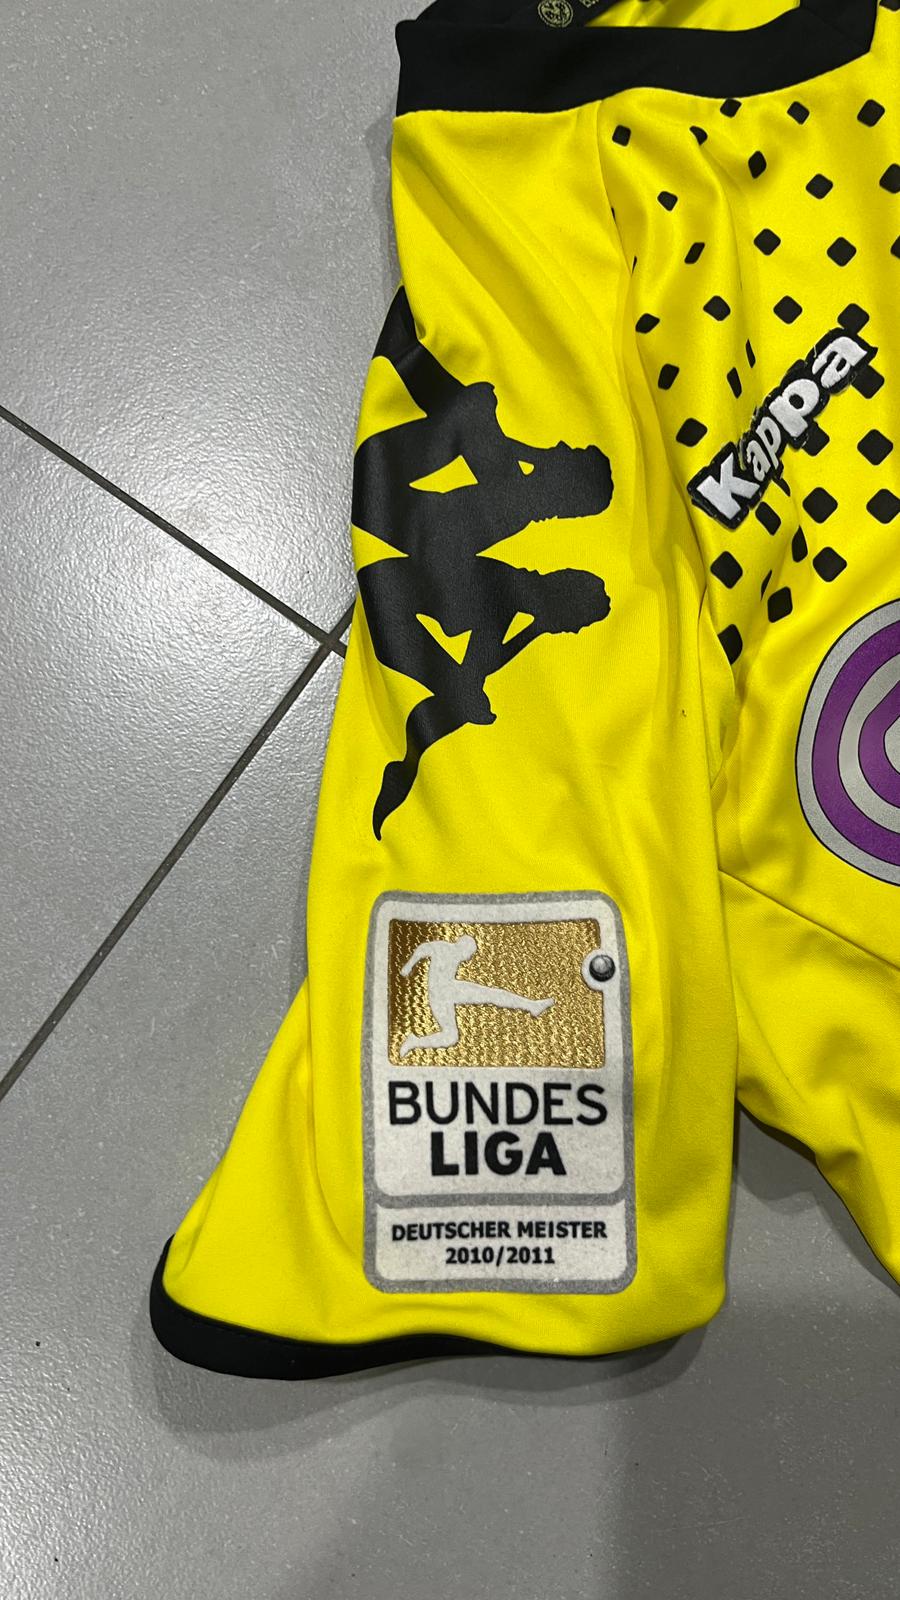 Kappa
BUNDES
LIGA
DEUTSCHER MEISTER
2010/2011